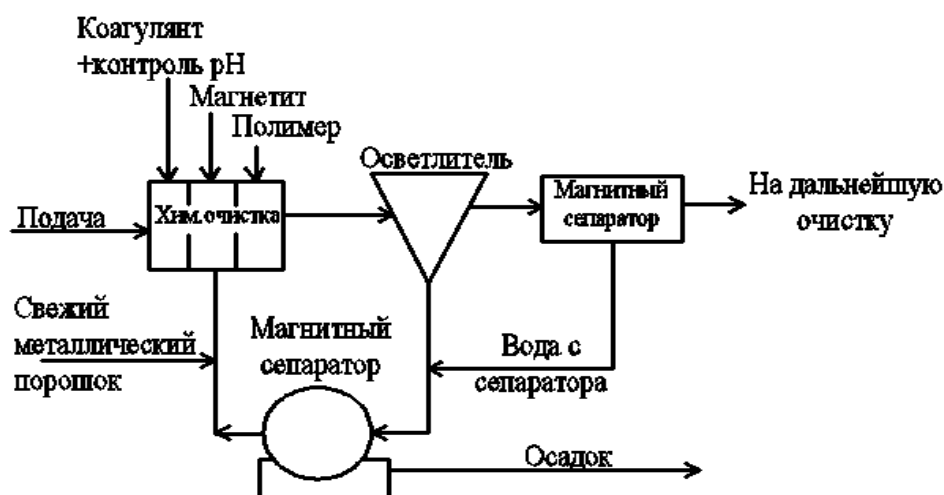 Коагулянт
+контроль pH
Магнетит
Полимер
Осветлитель
Хим.очистка
Магнитный
сепаратор
На дальнейшую
очистку
Подача
Свежий
металлический
порошок
Магнитный
сепаратор
Вода с
сепаратора
Осадок